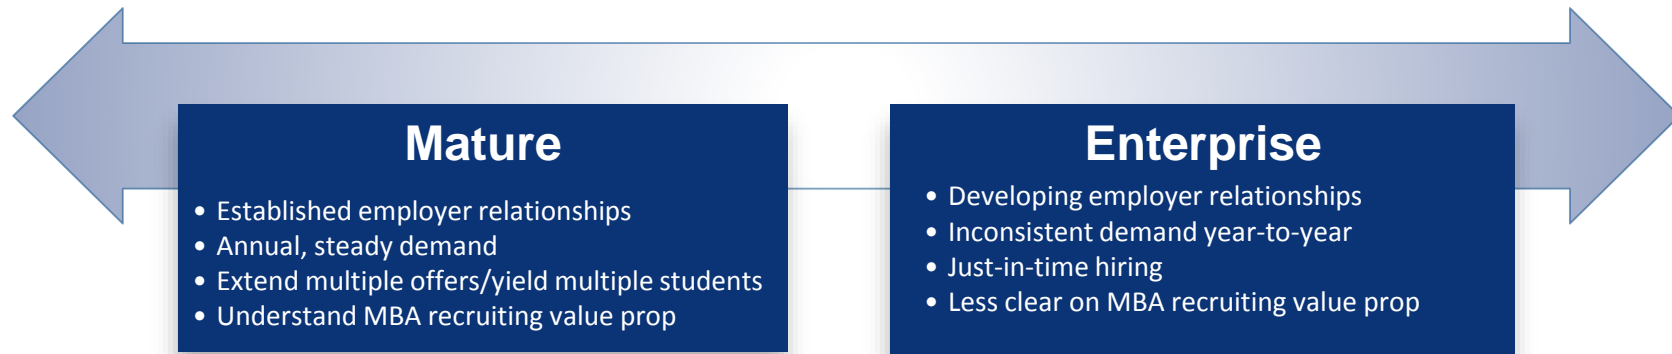 Mature
• Established employer relationships
• Annual, steady demand
• Extend multiple offers/yield multiple students
• Understand MBA recruiting value prop
Enterprise
• Developing employer relationships
• Inconsistent demand year-to-year
• Just-in-time hiring
• Less clear on MBA recruiting value prop